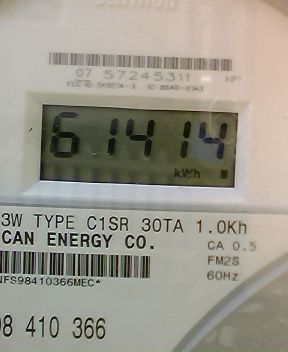 07 57245311
61414
kWh
3W TYPE C1SR 30TA 1.0Kh
CAN ENERGY CO.
CA 0.5
FM2S
60Hz
NFS98410366MEC*
98 410 366